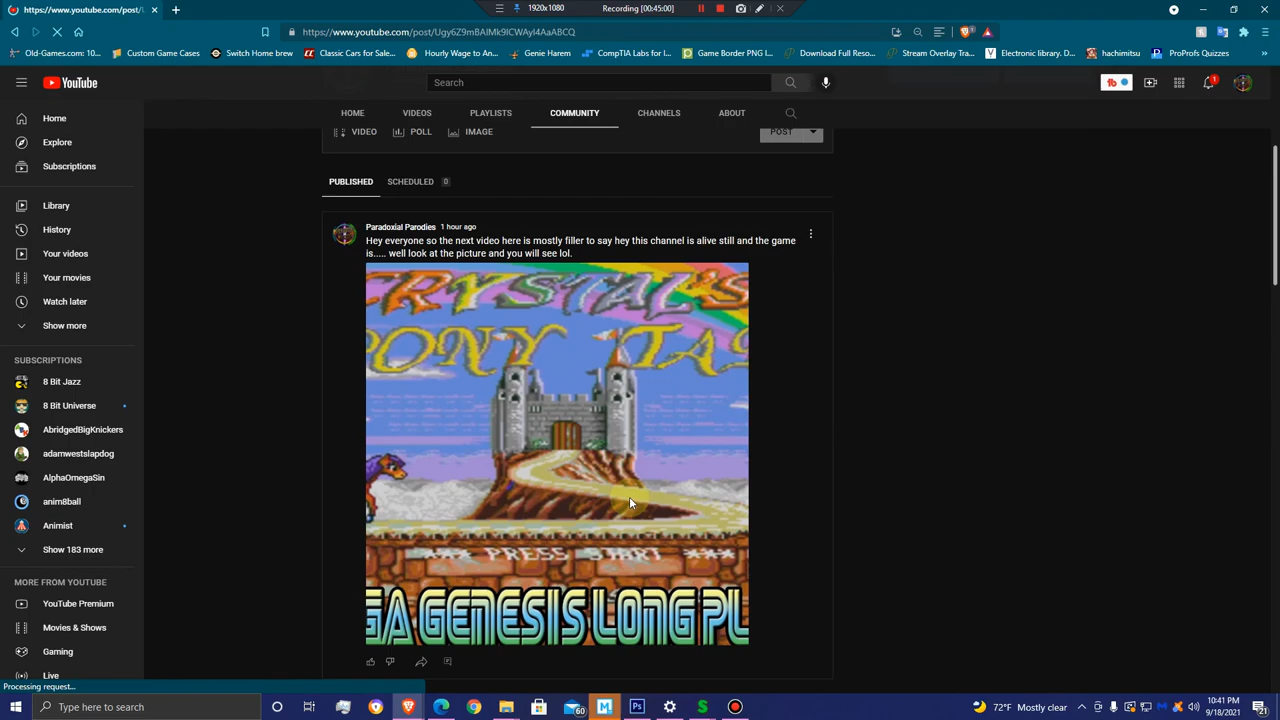 https://www.youtube.com/post/
1920x1080
Recording [00:45:00]
https://www.youtube.com/post/Ugy6Z9mBAlMk9ICWAyl4AaABCQ
Old-Games.com: 10...
Custom Game Cases
Switch Home brew
Classic Cars for Sale...
Hourly Wage to An...
Genie Harem
CompTIA Labs for I...
Game Border PNG I...
Download Full Reso...
Stream Overlay Tra...
Electronic library. D...
hachimitsu
ProProfs Quizzes
YouTube
Search
1
HOME
VIDEOS
PLAYLISTS
COMMUNITY
CHANNELS
ABOUT
VIDEO
POLL
IMAGE
POST
Home
Explore
Subscriptions
Library
History
Your videos
Your movies
Watch later
Show more
SUBSCRIPTIONS
8 Bit Jazz
8 Bit Universe
AbridgedBigKnickers
adamwestslapdog
AlphaOmegaSin
anim8ball
Animist
Show 183 more
MORE FROM YOUTUBE
YouTube Premium
Movies & Shows
Gaming
Live
PUBLISHED
SCHEDULED 0
Paradoxial Parodies 1 hour ago
Hey everyone so the next video here is mostly filler to say hey this channel is alive still and the game
is..... well look at the picture and you will see lol.
CRYSTAL'S
PONY TA
*** PRESS START ***
GA GENESIS LONG PL
Processing request...
Type here to search
60
72°F Mostly clear
10:41 PM
9/18/2021